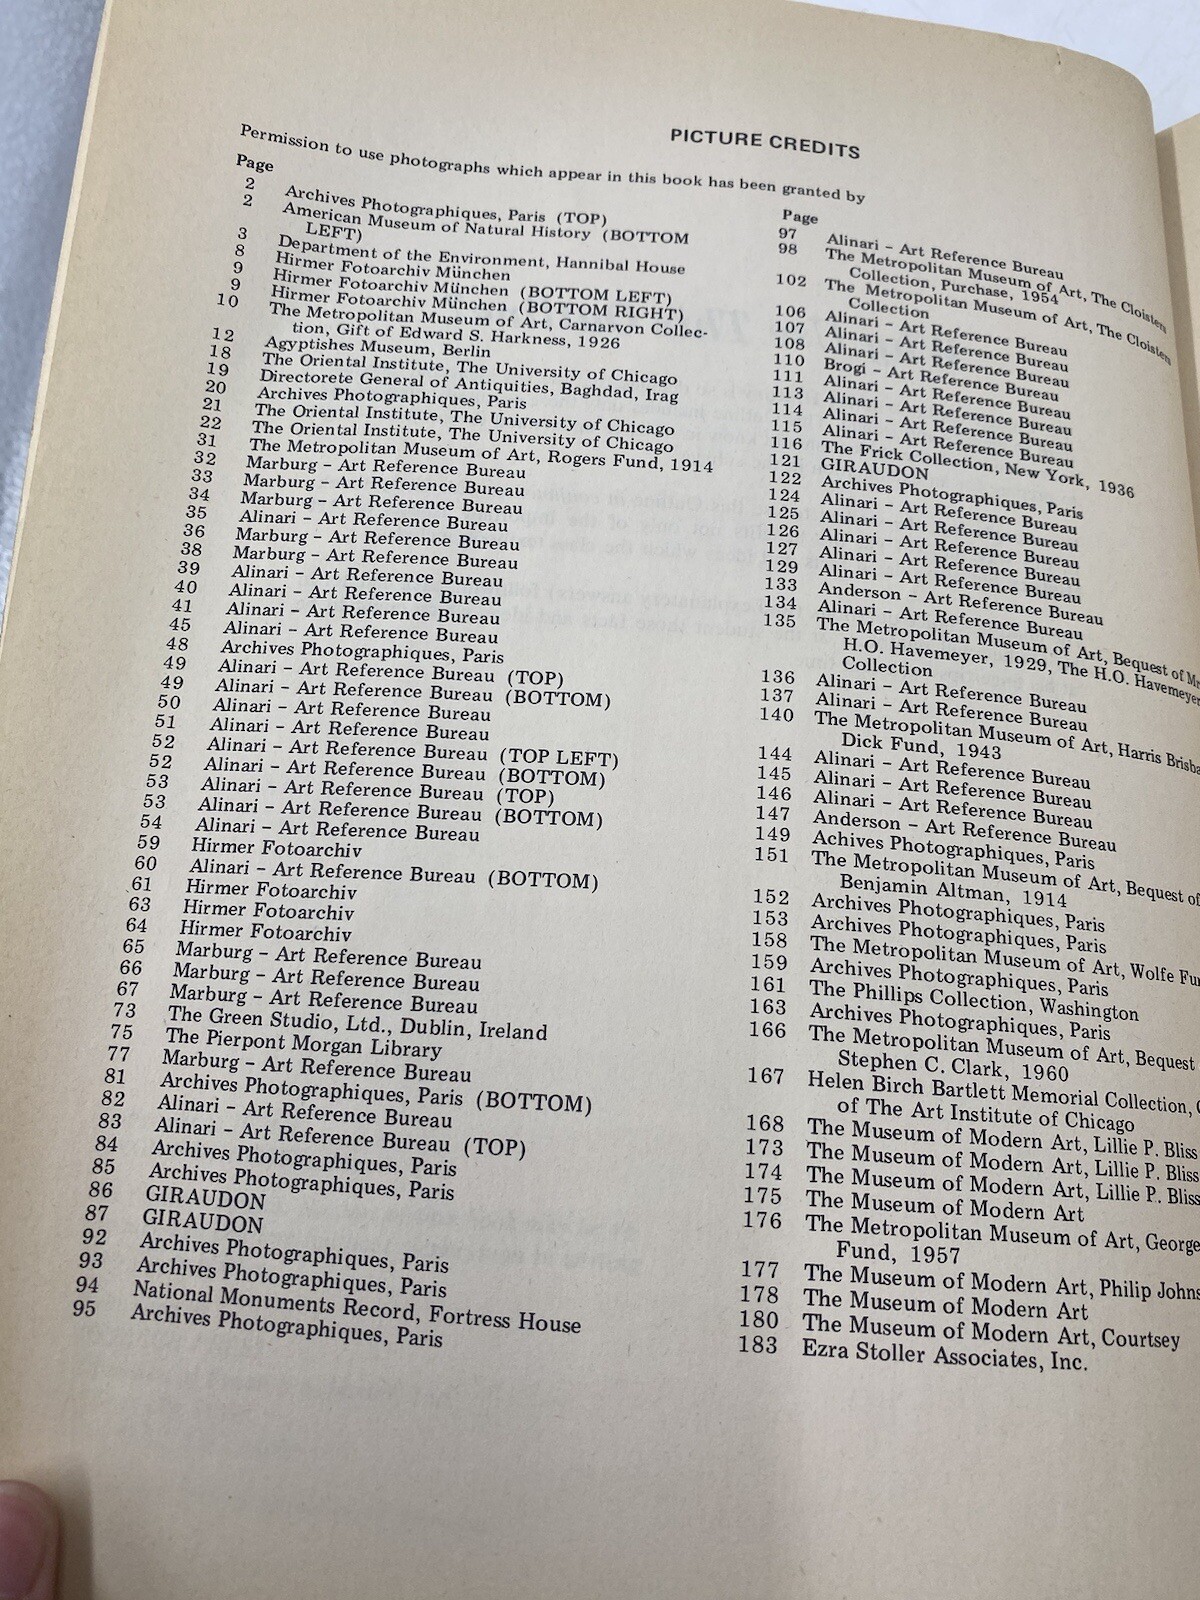 PICTURE CREDITS
Permission to use photographs which appear in this book has been granted by
Page
2 Archives Photographiques, Paris (TOP)
2 American Museum of Natural History (BOTTOM
LEFT)
3 Department of the Environment, Hannibal House
8 Hirmer Fotoarchiv München
9 Hirmer Fotoarchiv München (BOTTOM LEFT)
9 Hirmer Fotoarchiv München (BOTTOM RIGHT)
10 The Metropolitan Museum of Art, Carnarvon Collec-
tion, Gift of Edward S. Harkness, 1926
12 Agyptishes Museum, Berlin
18 The Oriental Institute, The University of Chicago
19 Directorete General of Antiquities, Baghdad, Irag
20 Archives Photographiques, Paris
21 The Oriental Institute, The University of Chicago
22 The Oriental Institute, The University of Chicago
31 The Metropolitan Museum of Art, Rogers Fund, 1914
32 Marburg – Art Reference Bureau
33 Marburg – Art Reference Bureau
34 Marburg – Art Reference Bureau
35 Alinari – Art Reference Bureau
36 Marburg – Art Reference Bureau
38 Marburg – Art Reference Bureau
39 Alinari – Art Reference Bureau
40 Alinari – Art Reference Bureau
41 Alinari – Art Reference Bureau
45 Alinari – Art Reference Bureau
48 Archives Photographiques, Paris
49 Alinari – Art Reference Bureau (TOP)
49 Alinari – Art Reference Bureau (BOTTOM)
50 Alinari – Art Reference Bureau
51 Alinari – Art Reference Bureau
52 Alinari – Art Reference Bureau (TOP LEFT)
52 Alinari – Art Reference Bureau (BOTTOM)
53 Alinari – Art Reference Bureau (TOP)
53 Alinari – Art Reference Bureau (BOTTOM)
54 Alinari – Art Reference Bureau
59 Hirmer Fotoarchiv
60 Alinari – Art Reference Bureau (BOTTOM)
61 Hirmer Fotoarchiv
63 Hirmer Fotoarchiv
64 Hirmer Fotoarchiv
65 Marburg – Art Reference Bureau
66 Marburg – Art Reference Bureau
67 Marburg – Art Reference Bureau
73 The Green Studio, Ltd., Dublin, Ireland
75 The Pierpont Morgan Library
77 Marburg – Art Reference Bureau
81 Archives Photographiques, Paris (BOTTOM)
82 Alinari – Art Reference Bureau
83 Alinari – Art Reference Bureau (TOP)
84 Archives Photographiques, Paris
85 Archives Photographiques, Paris
86 GIRAUDON
87 GIRAUDON
92 Archives Photographiques, Paris
93 Archives Photographiques, Paris
94 National Monuments Record, Fortress House
95 Archives Photographiques, Paris
Page
97 Alinari – Art Reference Bureau
98 The Metropolitan Museum of Art, The Cloisters
Collection, Purchase, 1954
102 The Metropolitan Museum of Art, The Cloisters
Collection
106 Alinari – Art Reference Bureau
107 Alinari – Art Reference Bureau
108 Alinari – Art Reference Bureau
110 Brogi – Art Reference Bureau
111 Alinari – Art Reference Bureau
113 Alinari – Art Reference Bureau
114 Alinari – Art Reference Bureau
115 Alinari – Art Reference Bureau
116 The Frick Collection, New York, 1936
121 GIRAUDON
122 Archives Photographiques, Paris
124 Alinari – Art Reference Bureau
125 Alinari – Art Reference Bureau
126 Alinari – Art Reference Bureau
127 Alinari – Art Reference Bureau
129 Alinari – Art Reference Bureau
133 Anderson – Art Reference Bureau
134 Alinari – Art Reference Bureau
135 The Metropolitan Museum of Art, Bequest of
H.O. Havemeyer, 1929, The H.O. Havemeyer
Collection
136 Alinari – Art Reference Bureau
137 Alinari – Art Reference Bureau
140 The Metropolitan Museum of Art, Harris
Dick Fund, 1943
144 Alinari – Art Reference Bureau
145 Alinari – Art Reference Bureau
146 Alinari – Art Reference Bureau
147 Anderson – Art Reference Bureau
149 Achives Photographiques, Paris
151 The Metropolitan Museum of Art, Bequest of
Benjamin Altman, 1914
152 Archives Photographiques, Paris
153 Archives Photographiques, Paris
158 The Metropolitan Museum of Art, Wolfe
159 Archives Photographiques, Paris
161 The Phillips Collection, Washington
163 Archives Photographiques, Paris
166 The Metropolitan Museum of Art, Bequest
Stephen C. Clark, 1960
167 Helen Birch Bartlett Memorial Collection,
of The Art Institute of Chicago
168 The Museum of Modern Art, Lillie P. Bliss
173 The Museum of Modern Art, Lillie P. Bliss
174 The Museum of Modern Art, Lillie P. Bliss
175 The Museum of Modern Art
176 The Metropolitan Museum of Art, George
Fund, 1957
177 The Museum of Modern Art, Philip
178 The Museum of Modern Art
180 The Museum of Modern Art, Courtsey
183 Ezra Stoller Associates, Inc.